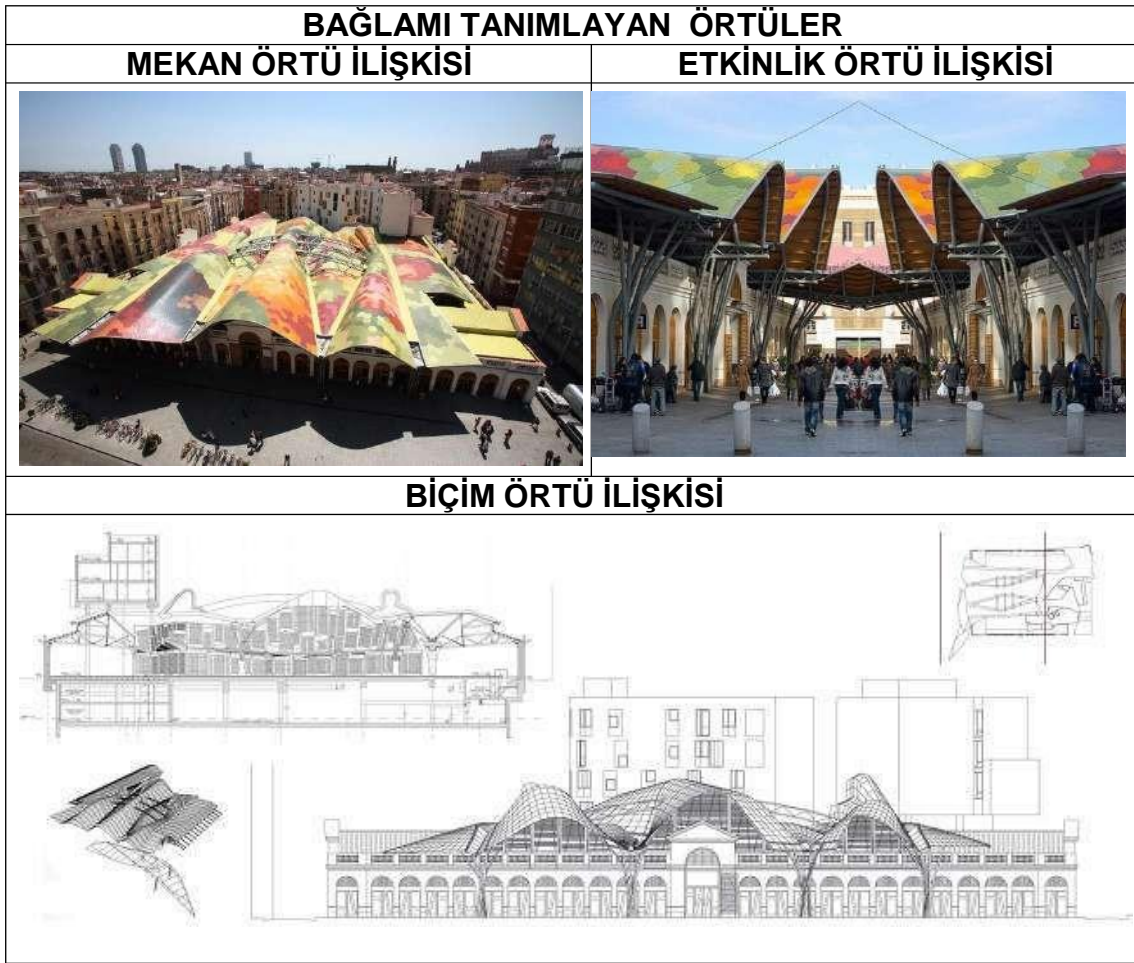 BAĞLAMI TANIMLAYAN ÖRTÜLER
MEKAN ÖRTÜ İLİŞKİSİ
ETKİNLİK ÖRTÜ İLİŞKİSİ
BİÇİM ÖRTÜ İLİŞKİSİ